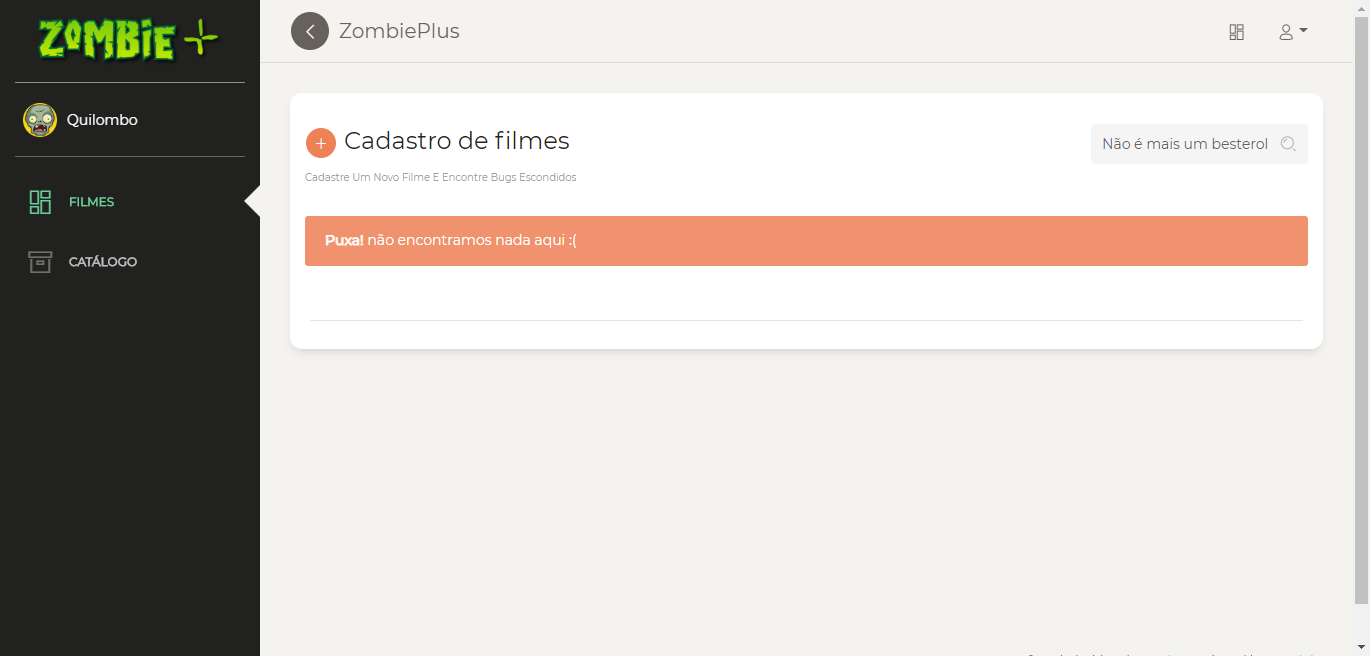 ZOMBIE +
ZombiePlus
Quilombo
FILMES
CATÁLOGO
+ Cadastro de filmes
Não é mais um besterol
Cadastre Um Novo Filme E Encontre Bugs Escondidos
Puxa! não encontramos nada aqui :(